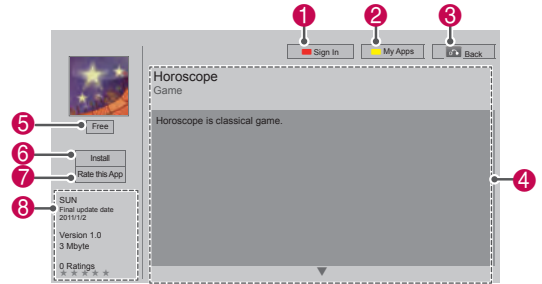 1 2 3
Sign In My Apps Back
Horoscope
Game
Horoscope is classical game.
5 Free
6 Install
7 Rate this App
4
8 SUN
Final update date
2011/1/2
Version 1.0
3 Mbyte
0 Ratings